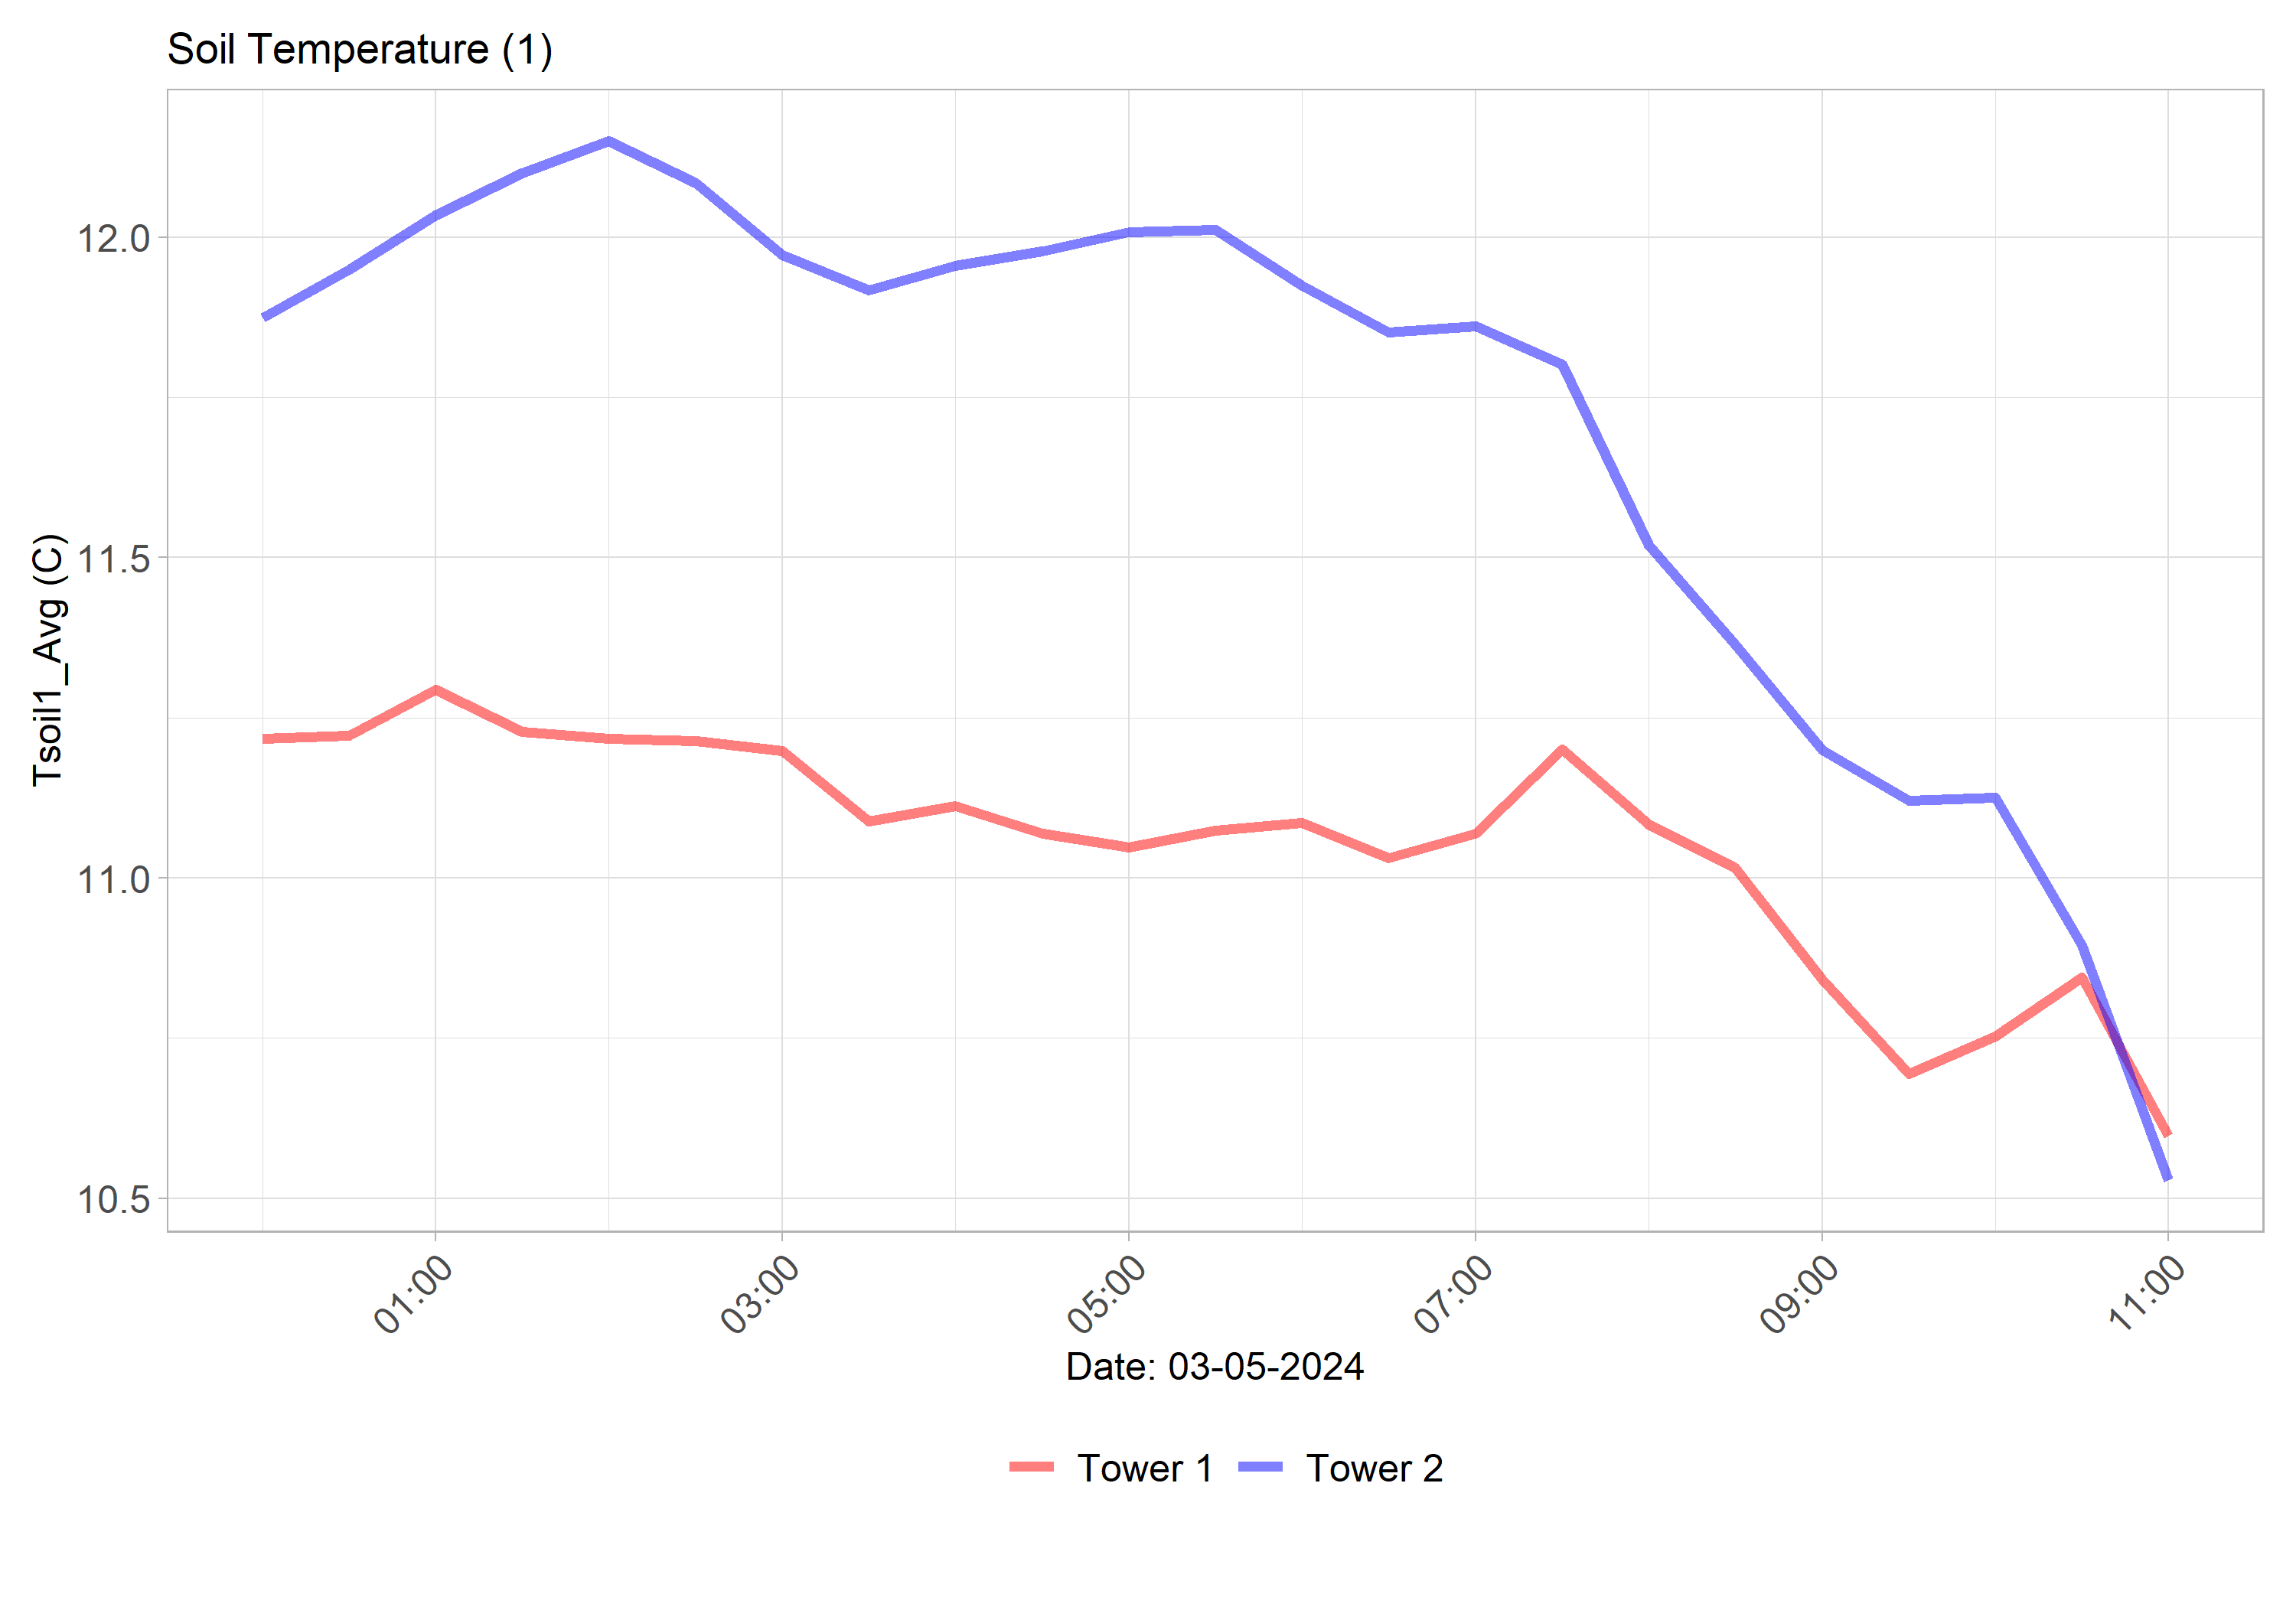 Soil Temperature (1)
Tsoil1_Avg (C)
12.0
11.5
11.0
10.5
01:00 03:00 05:00 07:00 09:00 11:00
Date: 03-05-2024
Tower 1 Tower 2